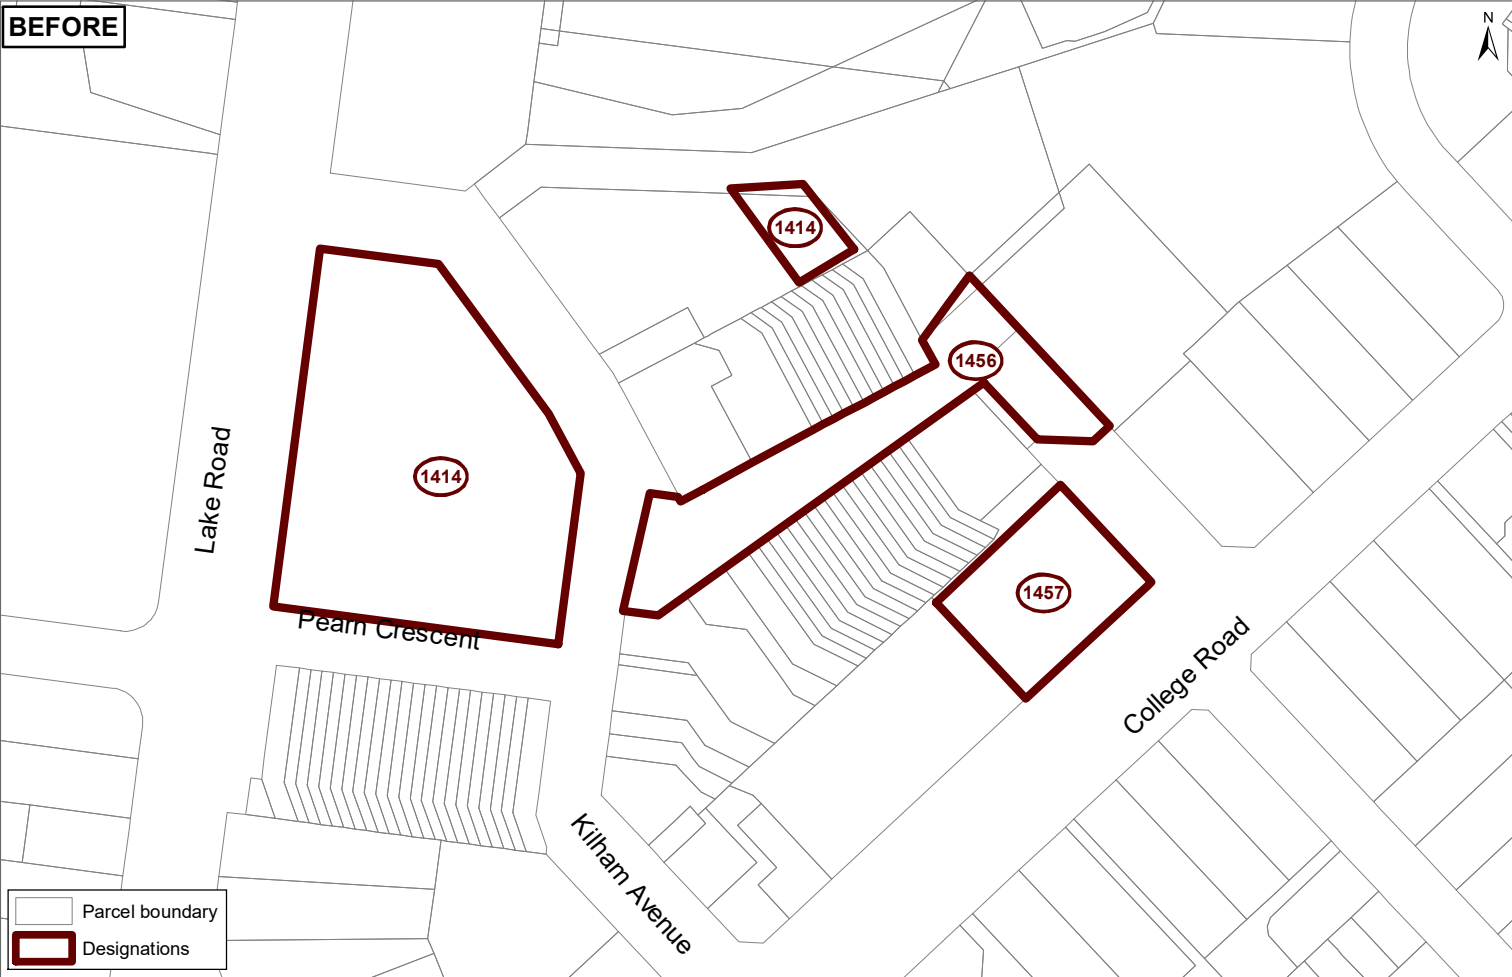 BEFORE
N
1414
1456
1414
Lake Road
1457
Pearn Crescent
College Road
Kilham Avenue
Parcel boundary
Designations